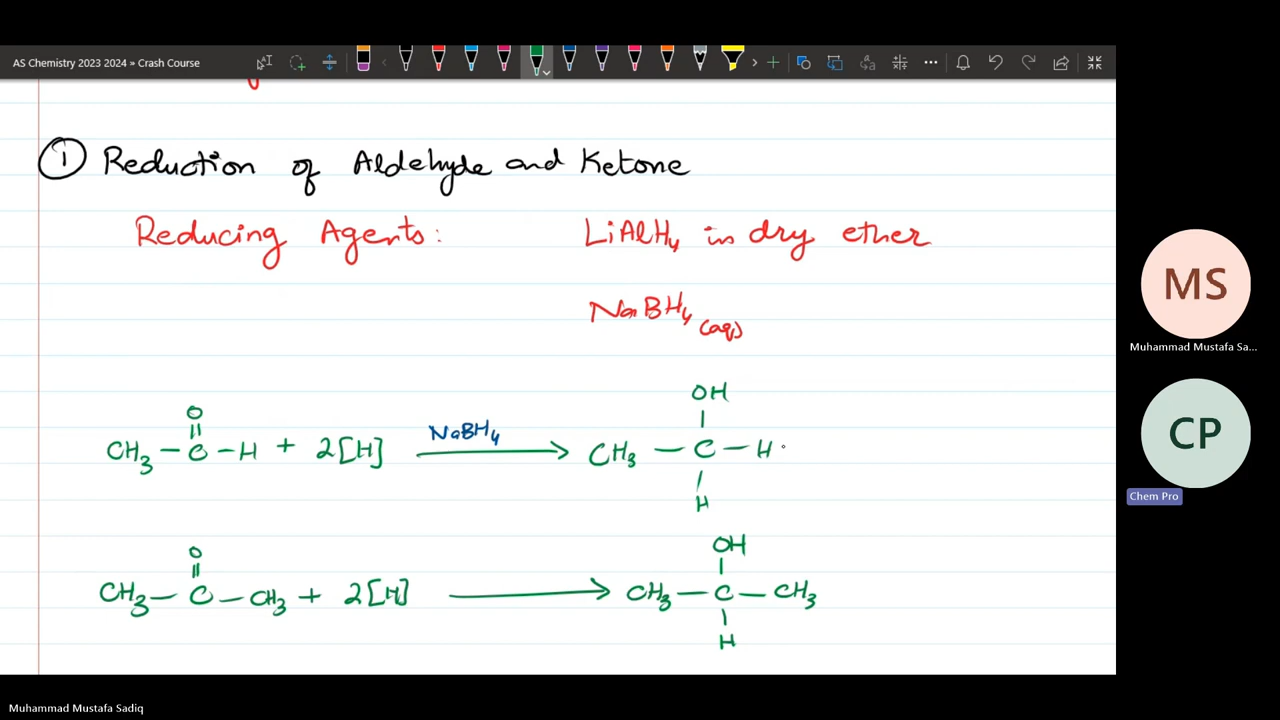 AS Chemistry 2023 2024 » Crash Course
① Reduction of Aldehyde and Ketone
Reducing Agents: LiAlH4 in dry ether
NaBH4 (aq)
O OH
|| |
CH3 — C — H + 2[H] NaBH4 → CH3 — C — H
|
H
O OH
|| |
CH3 — C — CH3 + 2[H] → CH3 — C — CH3
|
H
MS
Muhammad Mustafa Sa...
CP
Chem Pro
Muhammad Mustafa Sadiq